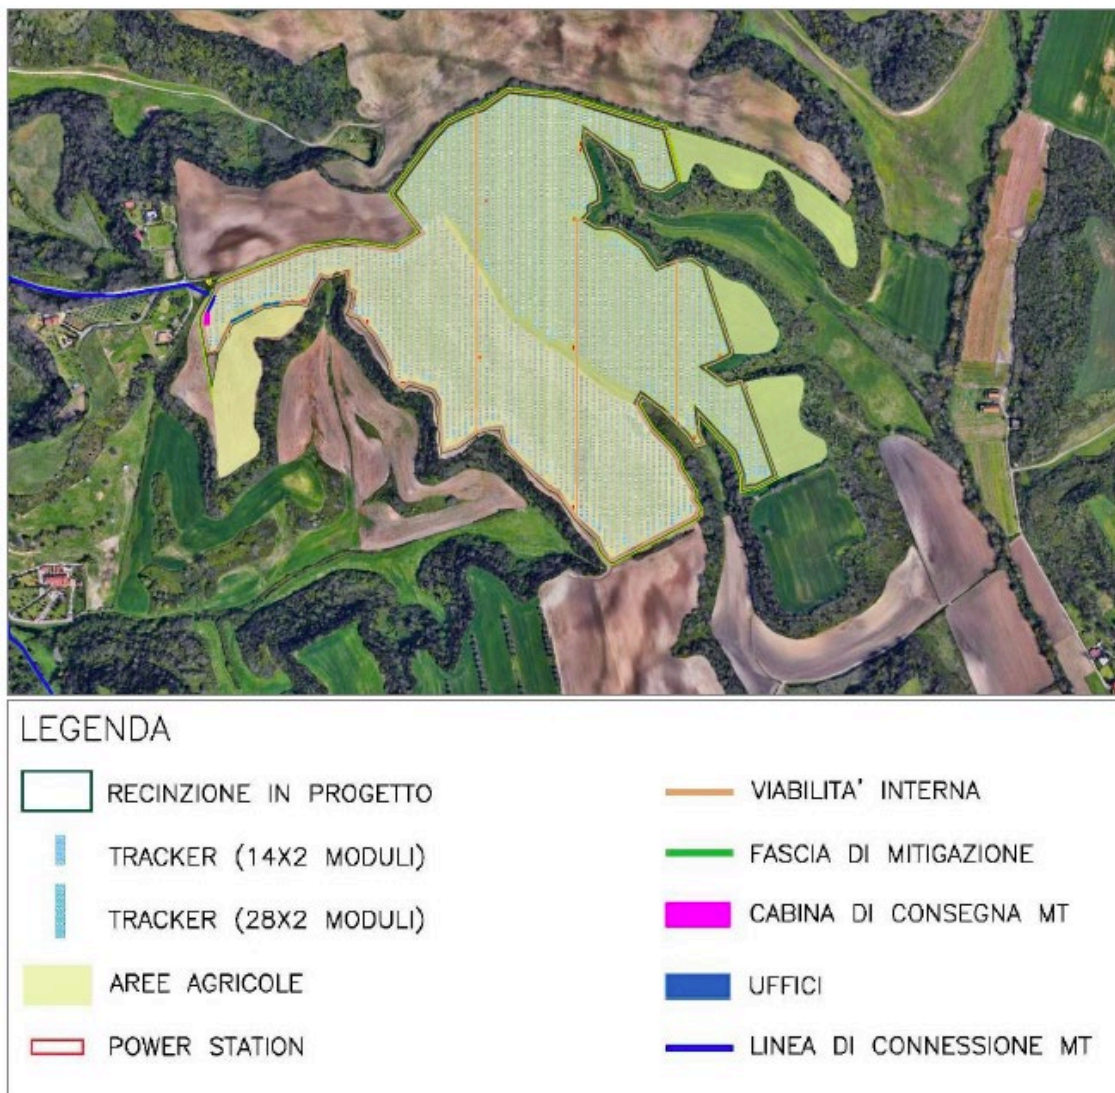 LEGENDA
RECINZIONE IN PROGETTO
TRACKER (14X2 MODULI)
TRACKER (28X2 MODULI)
AREE AGRICOLE
POWER STATION
VIABILITA' INTERNA
FASCIA DI MITIGAZIONE
CABINA DI CONSEGNA MT
UFFICI
LINEA DI CONNESSIONE MT